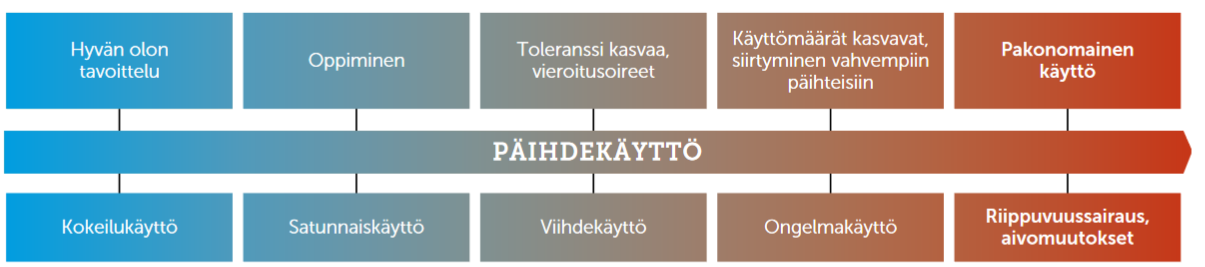 Hyvän olon
tavoittelu
Oppiminen
Toleranssi kasvaa,
vieroitusoireet
Käyttömäärät kasvavat,
siirtyminen vahvempiin
päihteisiin
Pakonomainen
käyttö
PÄIHDEKÄYTTÖ
Kokeilukäyttö
Satunnaiskäyttö
Viihdekäyttö
Ongelmakäyttö
Riippuvuussairaus,
aivomuutokset